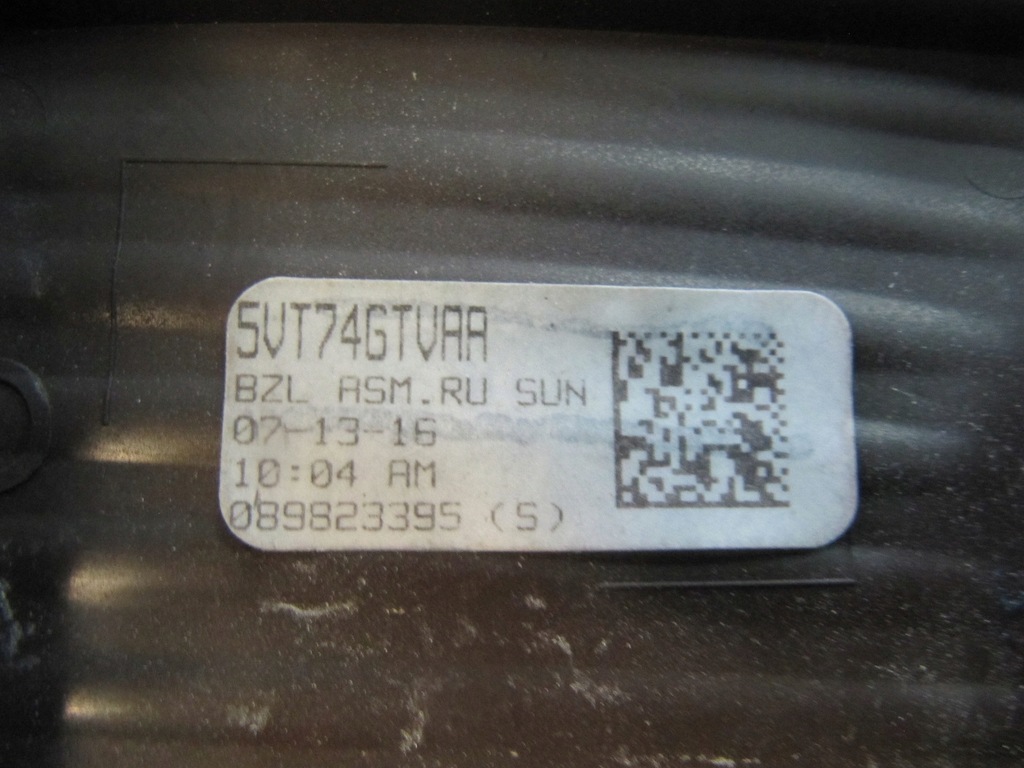 5VT74GTVAA
BZL ASM.RU SUN
07-13-16
10:04 AM
089823395 (S)